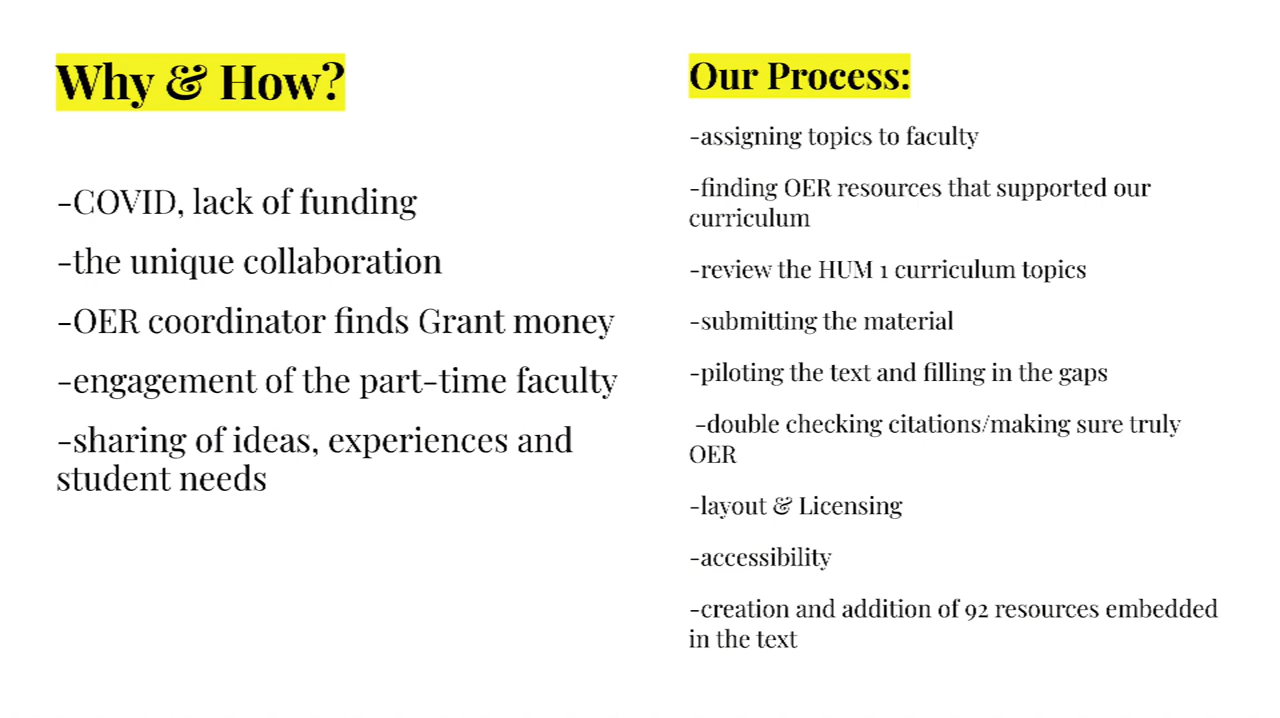 Why & How?
-COVID, lack of funding
-the unique collaboration
-OER coordinator finds Grant money
-engagement of the part-time faculty
-sharing of ideas, experiences and
student needs
Our Process:
-assigning topics to faculty
-finding OER resources that supported our
curriculum
-review the HUM 1 curriculum topics
-submitting the material
-piloting the text and filling in the gaps
-double checking citations/making sure truly
OER
-layout & Licensing
-accessibility
-creation and addition of 92 resources embedded
in the text